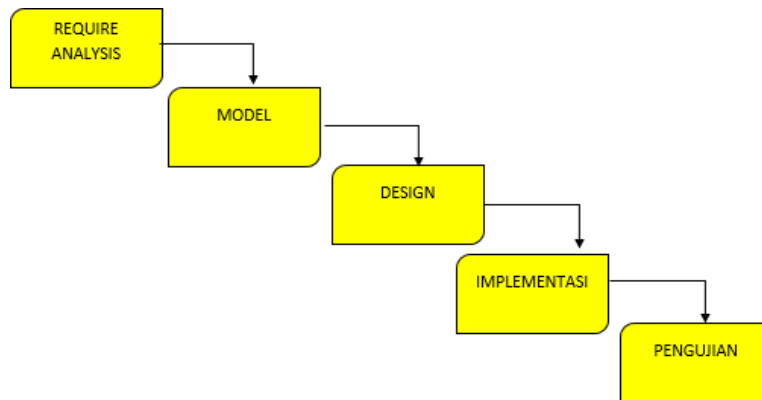 REQUIRE
ANALYSIS
MODEL
DESIGN
IMPLEMENTASI
PENGUJIAN